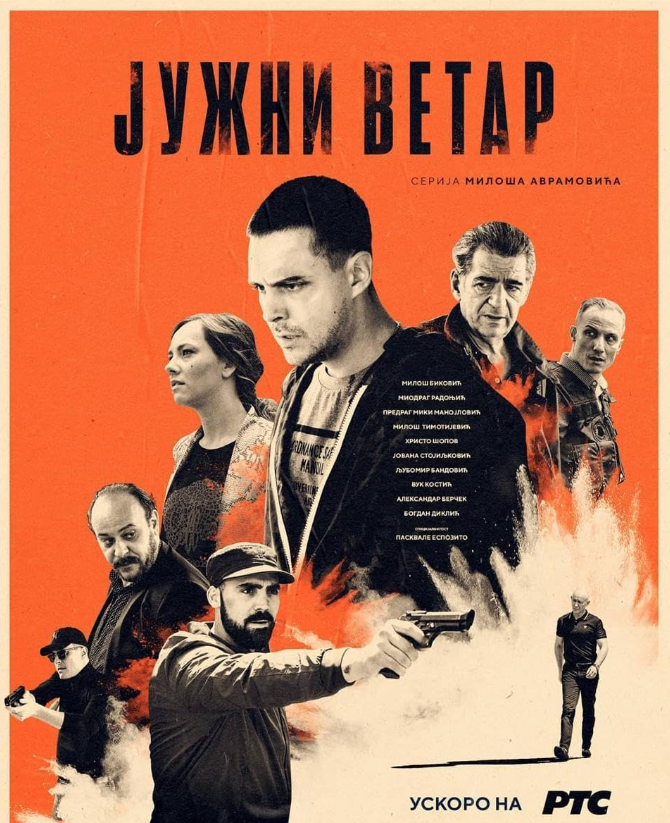 ЈУЖНИ ВЕТАР
СЕРИЈА МИЛОША АВРАМОВИЋА
МИЛОШ БИКОВИЋ
МИОДРАГ РАДОЊИЋ
ПРЕДРАГ МИКИ МАНОЈЛОВИЋ
МИЛОШ ТИМОТИЈЕВИЋ
ХРИСТО ШОПОВ
ЈОВАНА СТОЈИЉКОВИЋ
ЉУБОМИР БАНДОВИЋ
ВУК КОСТИЋ
АЛЕКСАНДАР БЕРЧЕК
БОГДАН ДИКЛИЋ
ПАСКВАЛЕ ЕСПОЗИТО
УСКОРО НА РТС